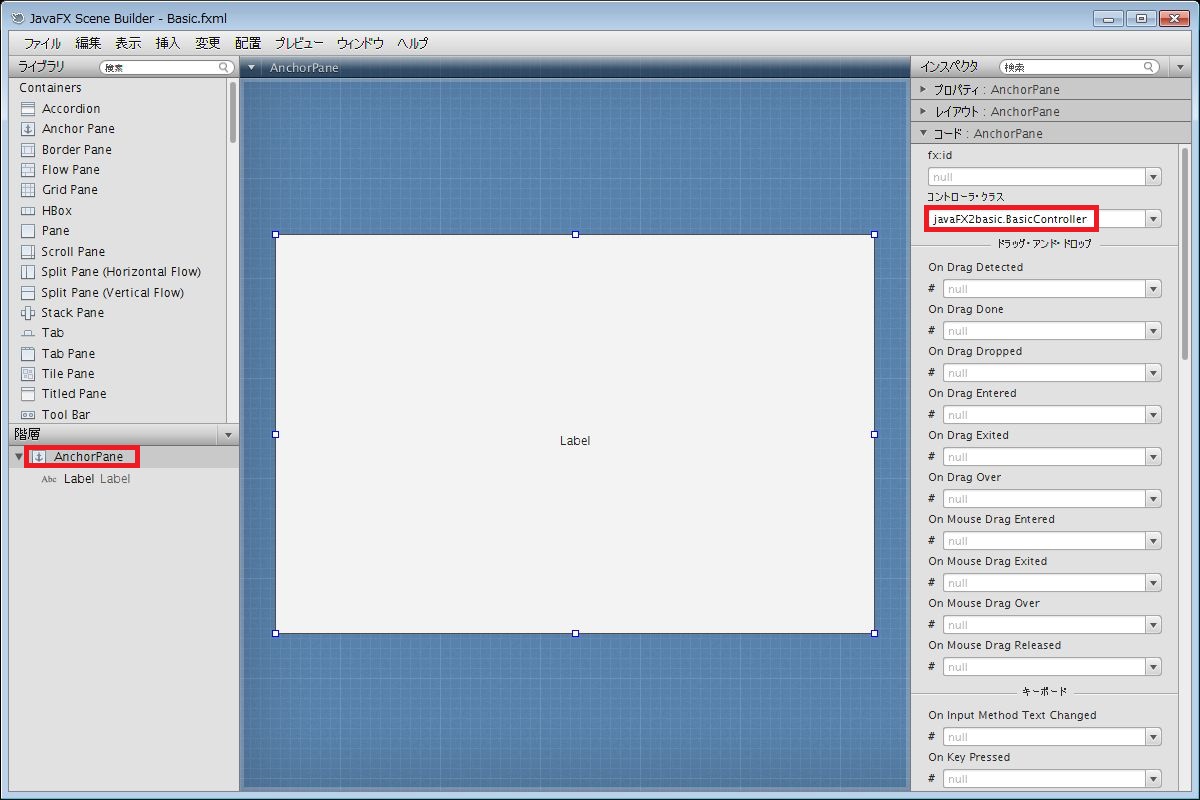 JavaFX Scene Builder - Basic.fxml
ファイル 編集 表示 挿入 変更 配置 プレビュー ウィンドウ ヘルプ
ライブラリ 検索
Containers
Accordion
Anchor Pane
Border Pane
Flow Pane
Grid Pane
HBox
Pane
Scroll Pane
Split Pane (Horizontal Flow)
Split Pane (Vertical Flow)
Stack Pane
Tab
Tab Pane
Tile Pane
Titled Pane
Tool Bar
階層
AnchorPane
Abc Label Label
AnchorPane
Label
インスペクタ 検索
プロパティ : AnchorPane
レイアウト : AnchorPane
コード : AnchorPane
fx:id
null
コントローラ・クラス
javaFX2basic.BasicController
ドラッグ・アンド・ドロップ
On Drag Detected
# null
On Drag Done
# null
On Drag Dropped
# null
On Drag Entered
# null
On Drag Exited
# null
On Drag Over
# null
On Mouse Drag Entered
# null
On Mouse Drag Exited
# null
On Mouse Drag Over
# null
On Mouse Drag Released
# null
キーボード
On Input Method Text Changed
# null
On Key Pressed
# null